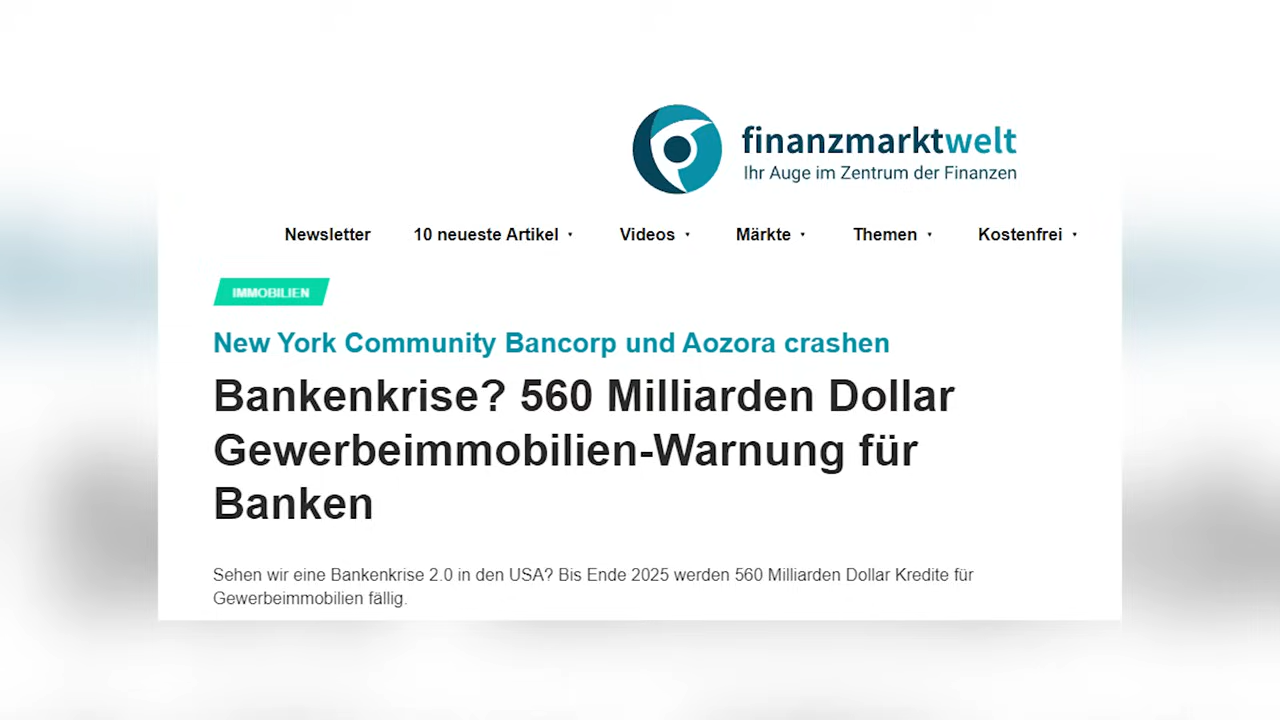 finanzmarktwelt
Ihr Auge im Zentrum der Finanzen
Newsletter 10 neueste Artikel Videos Märkte Themen Kostenfrei
IMMOBILIEN
New York Community Bancorp und Aozora crashen
Bankenkrise? 560 Milliarden Dollar
Gewerbeimmobilien-Warnung für
Banken
Sehen wir eine Bankenkrise 2.0 in den USA? Bis Ende 2025 werden 560 Milliarden Dollar Kredite für
Gewerbeimmobilien fällig.